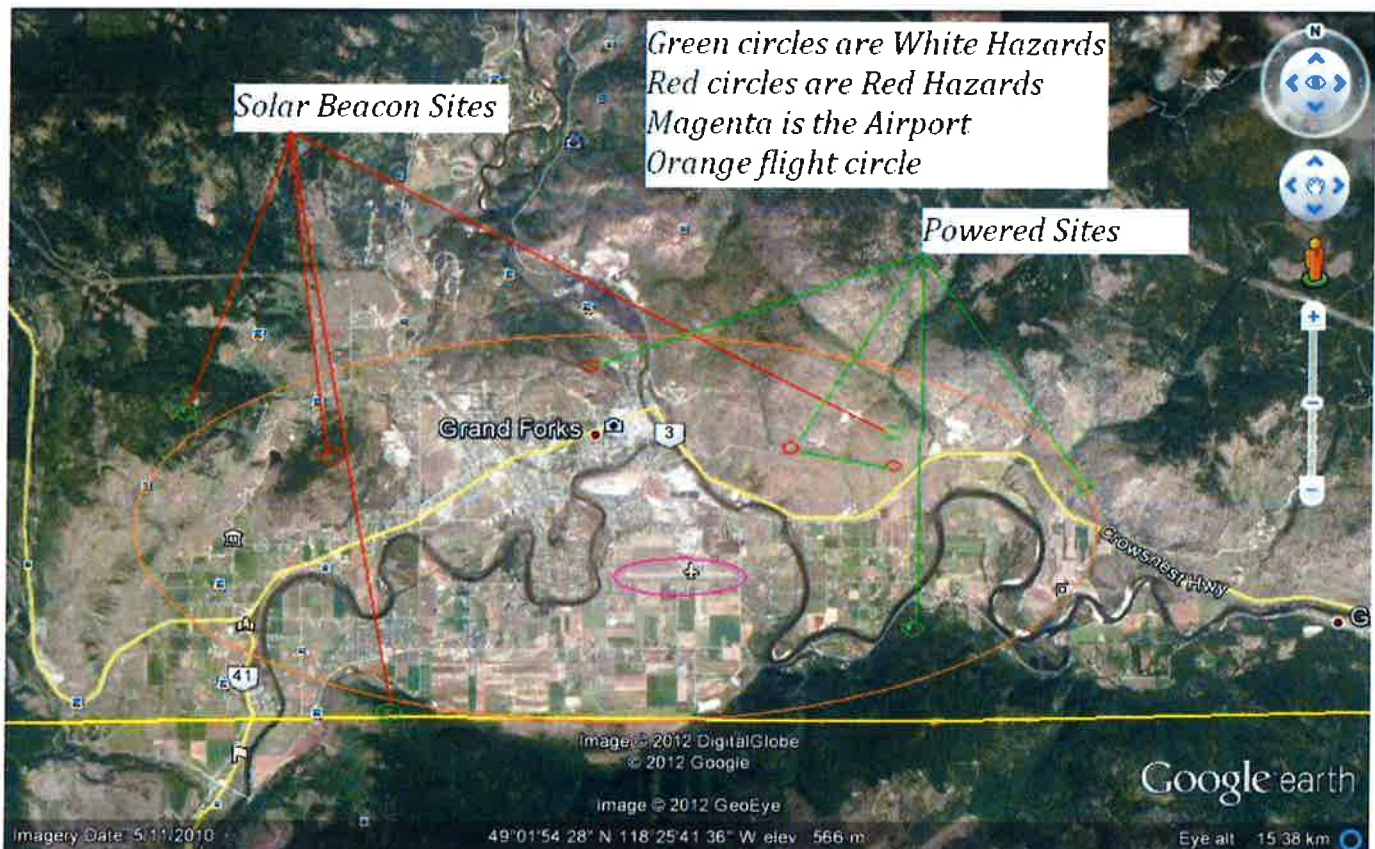 Green circles are White Hazards
Red circles are Red Hazards
Magenta is the Airport
Orange flight circle
N
Solar Beacon Sites
Powered Sites
Grand Forks
3
Crowsnest Hwy
G
41
Image © 2012 DigitalGlobe
© 2012 Google
Image © 2012 GeoEye
Google earth
Imagery Date: 5/11/2010
49°01'54.28" N 118°25'41.36" W elev 566 m
Eye alt 15.38 km